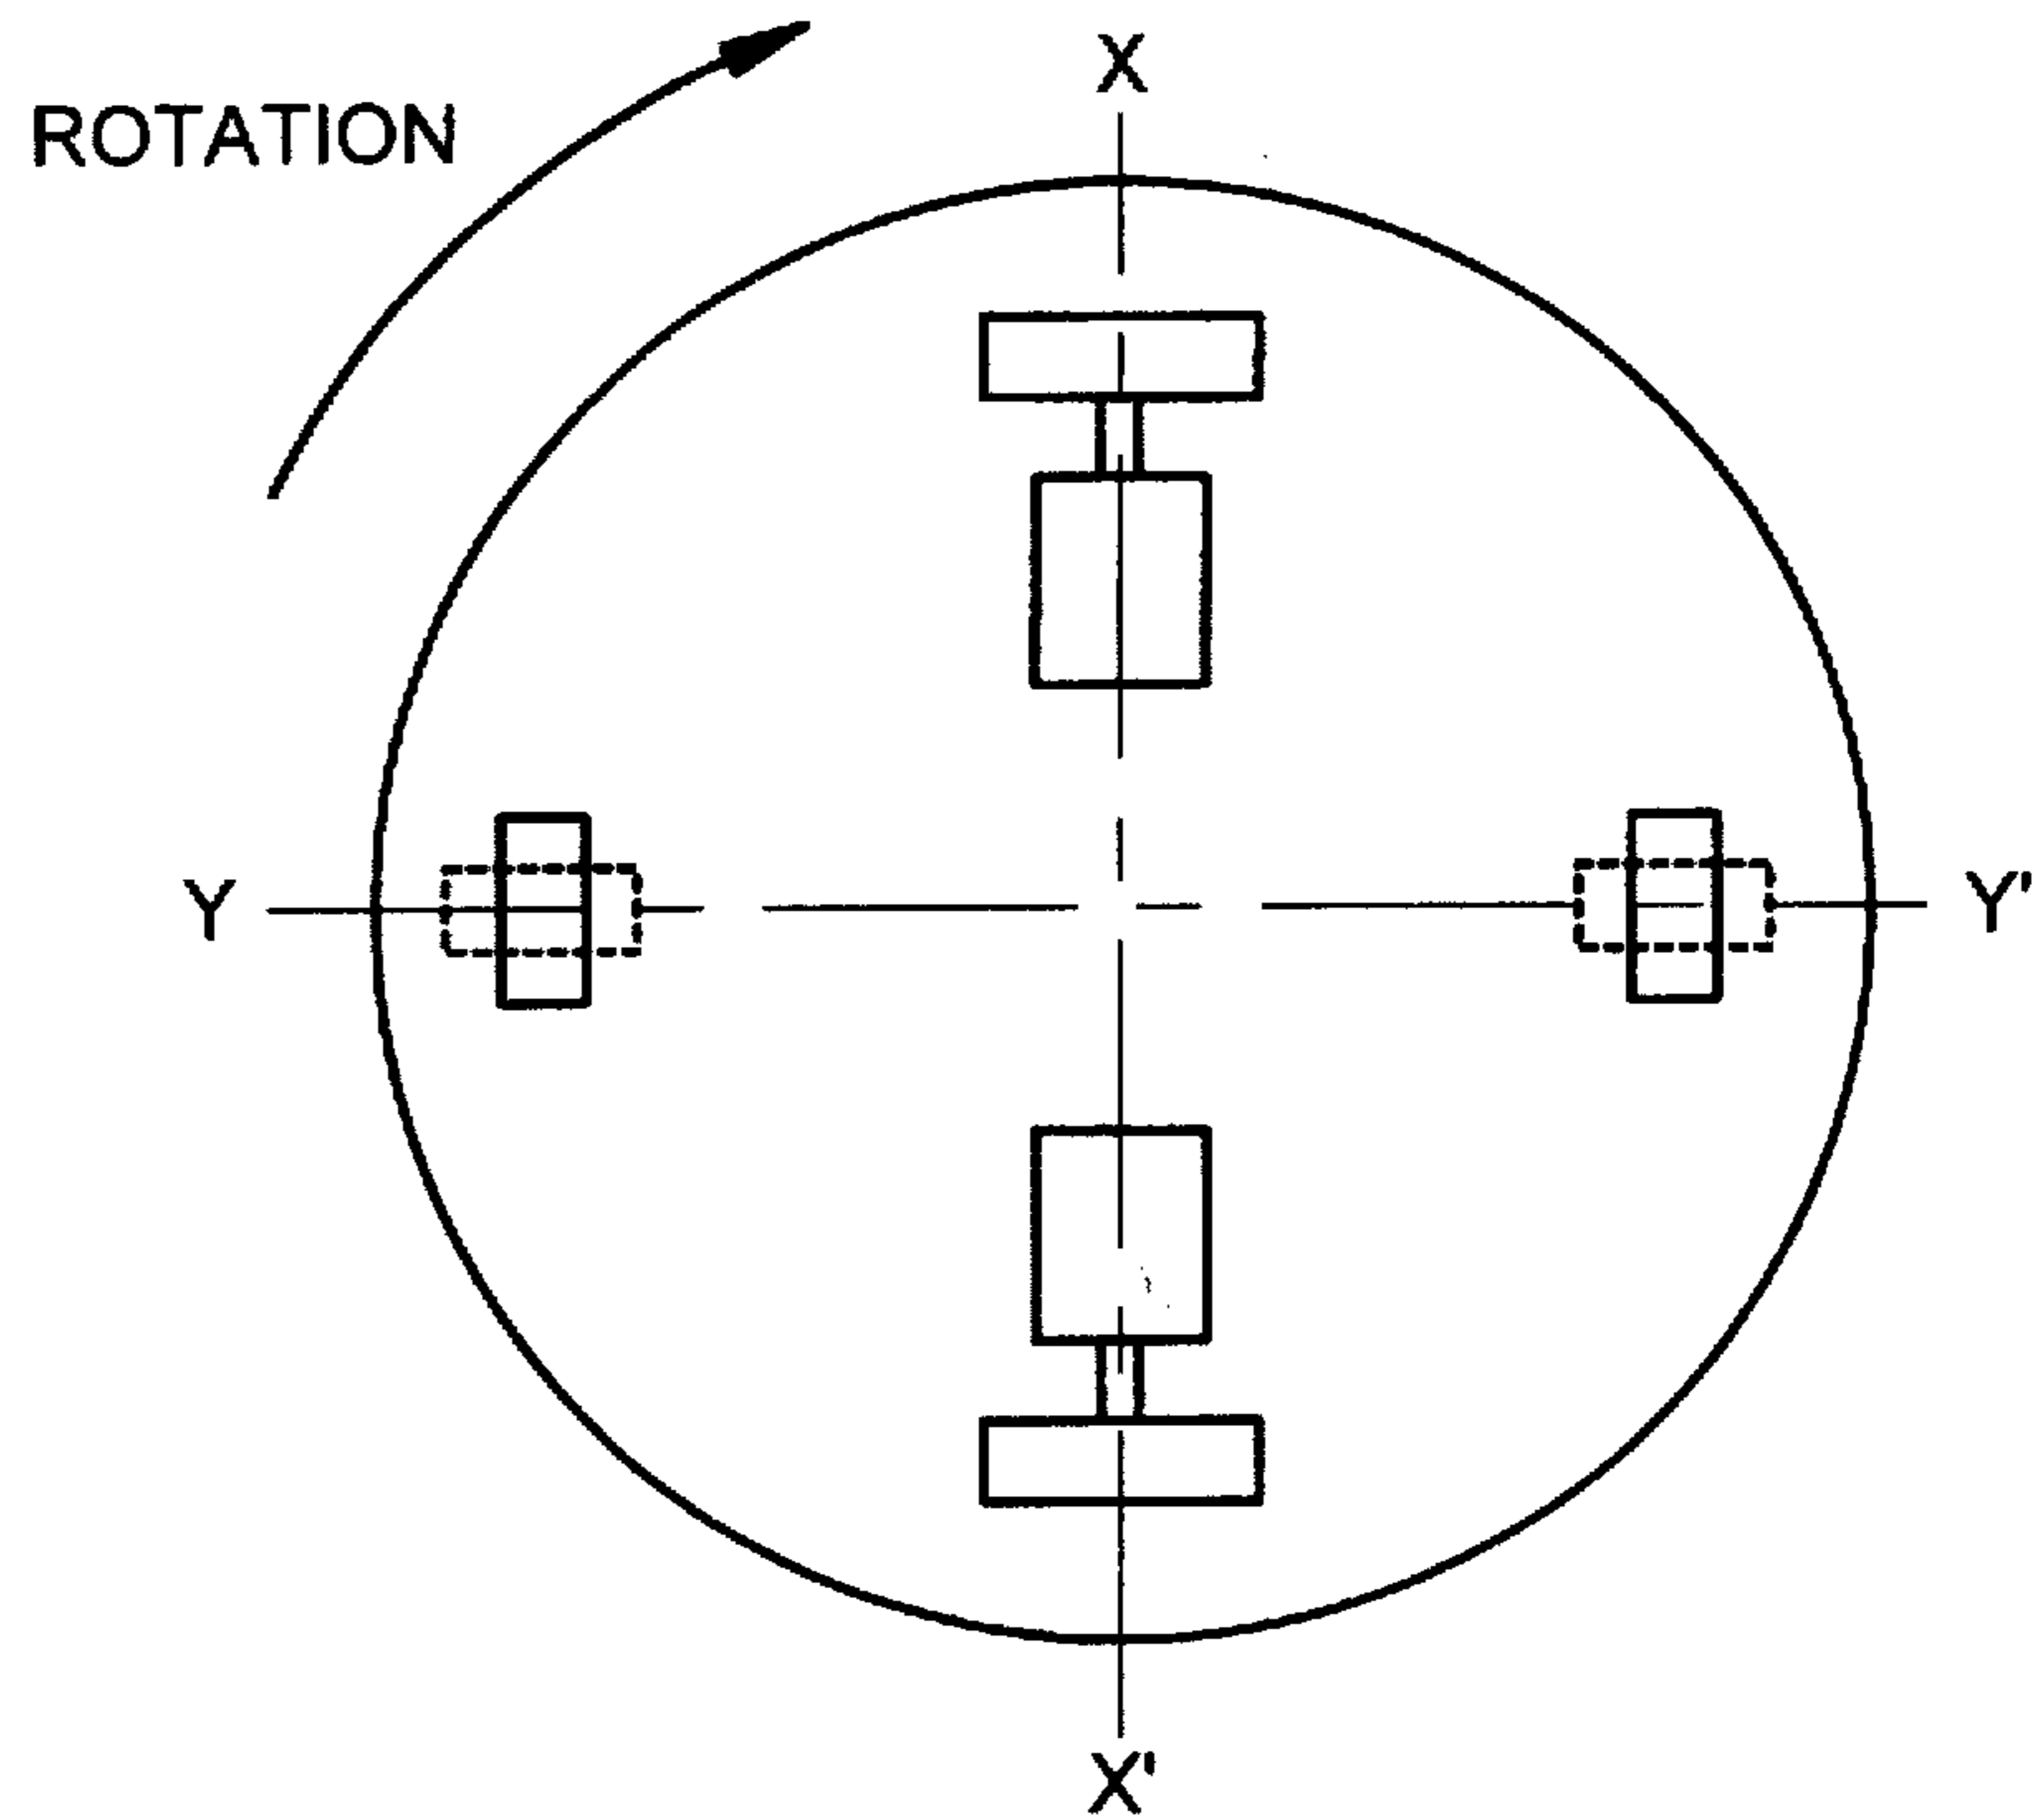 X
ROTATION
Y
Y'
X'